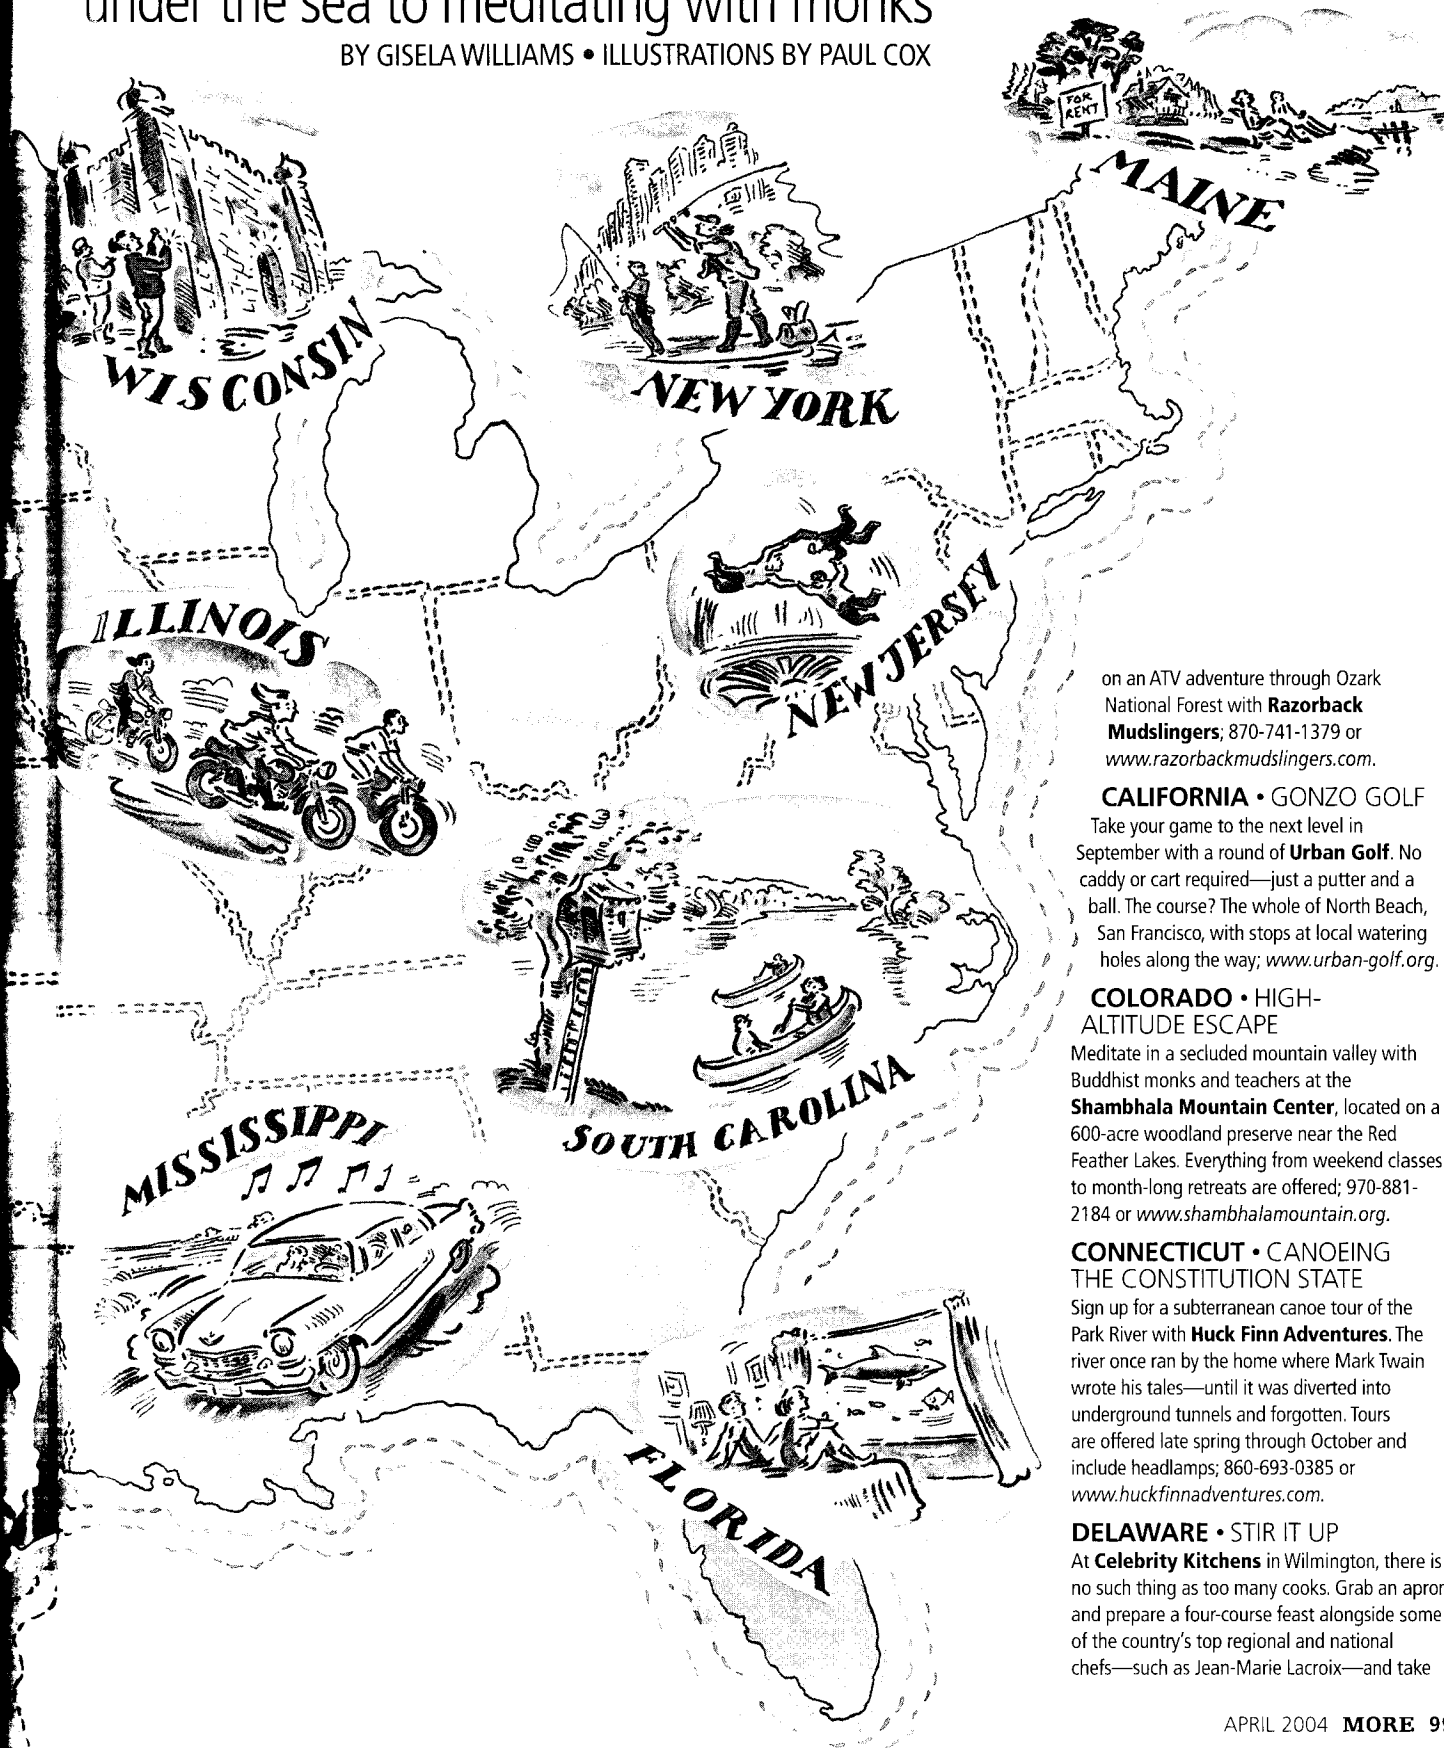 under the sea to meditating with monks
BY GISELA WILLIAMS • ILLUSTRATIONS BY PAUL COX
FOR
RENT
MAINE
WISCONSIN
NEW YORK
ILLINOIS
NEW JERSEY
SOUTH CAROLINA
MISSISSIPPI
FLORIDA
on an ATV adventure through Ozark
National Forest with Razorback
Mudslingers; 870-741-1379 or
www.razorbackmudslingers.com.
CALIFORNIA • GONZO GOLF
Take your game to the next level in
September with a round of Urban Golf. No
caddy or cart required—just a putter and a
ball. The course? The whole of North Beach,
San Francisco, with stops at local watering
holes along the way; www.urban-golf.org.
COLORADO • HIGH-
ALTITUDE ESCAPE
Meditate in a secluded mountain valley with
Buddhist monks and teachers at the
Shambhala Mountain Center, located on a
600-acre woodland preserve near the Red
Feather Lakes. Everything from weekend classes
to month-long retreats are offered; 970-881-
2184 or www.shambhalamountain.org.
CONNECTICUT • CANOEING
THE CONSTITUTION STATE
Sign up for a subterranean canoe tour of the
Park River with Huck Finn Adventures. The
river once ran by the home where Mark Twain
wrote his tales—until it was diverted into
underground tunnels and forgotten. Tours
are offered late spring through October and
include headlamps; 860-693-0385 or
www.huckfinnadventures.com.
DELAWARE • STIR IT UP
At Celebrity Kitchens in Wilmington, there is
no such thing as too many cooks. Grab an apron
and prepare a four-course feast alongside some
of the country's top regional and national
chefs—such as Jean-Marie Lacroix—and take
APRIL 2004 MORE 99